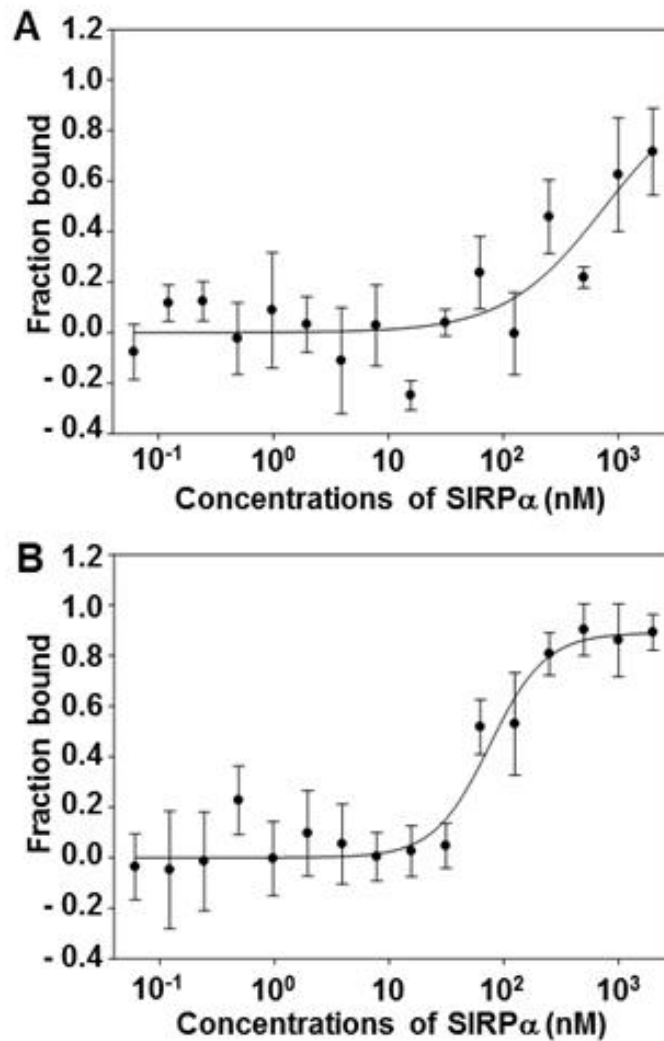 A
1.2
1.0
0.8
0.6
0.4
0.2
0.0
- 0.2
- 0.4
Fraction bound
10⁻¹ 10⁰ 10 10² 10³
Concentrations of SIRPα (nM)
B
1.2
1.0
0.8
0.6
0.4
0.2
0.0
- 0.2
- 0.4
Fraction bound
10⁻¹ 10⁰ 10 10² 10³
Concentrations of SIRPα (nM)